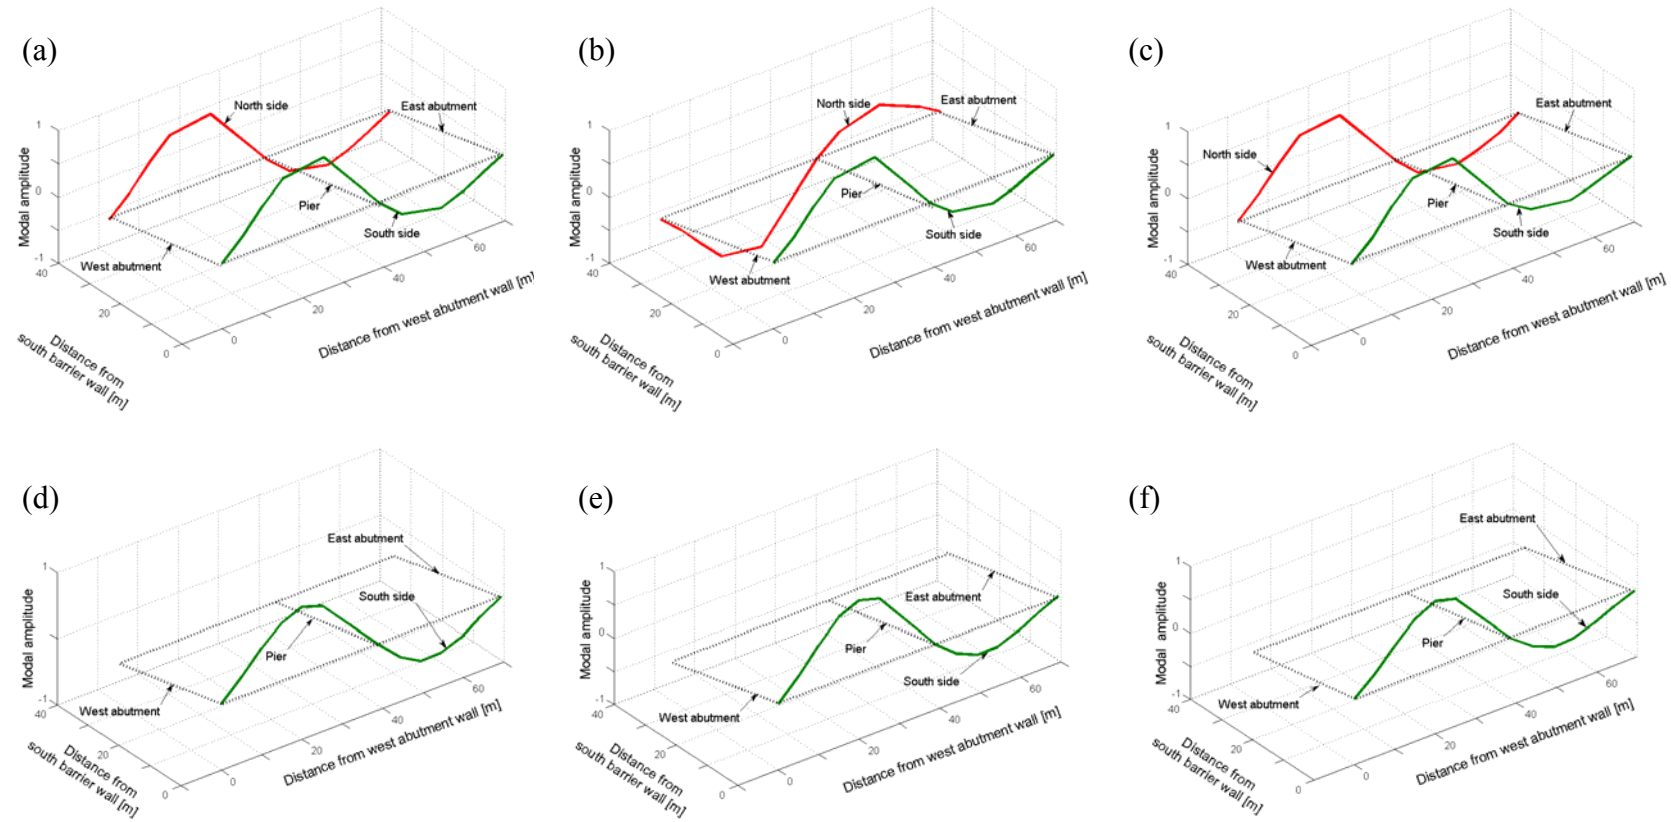 (a)
North side
East abutment
1
0
-1
Modal amplitude
Pier
South side
West abutment
40
20
0
0
20
40
60
Distance from
south barrier wall [m]
Distance from west abutment wall [m]
(b)
North side
East abutment
1
0
-1
Modal amplitude
Pier
South side
West abutment
40
20
0
0
20
40
60
Distance from
south barrier wall [m]
Distance from west abutment wall [m]
(c)
North side
East abutment
1
0
-1
Modal amplitude
Pier
South side
West abutment
40
20
0
0
20
40
60
Distance from
south barrier wall [m]
Distance from west abutment wall [m]
(d)
East abutment
South side
1
0
-1
Modal amplitude
Pier
West abutment
40
20
0
0
20
40
60
Distance from
south barrier wall [m]
Distance from west abutment wall [m]
(e)
East abutment
1
0
-1
Modal amplitude
Pier
South side
West abutment
40
20
0
0
20
40
60
Distance from
south barrier wall [m]
Distance from west abutment wall [m]
(f)
East abutment
South side
1
0
-1
Modal amplitude
Pier
West abutment
40
20
0
0
20
40
60
Distance from
south barrier wall [m]
Distance from west abutment wall [m]